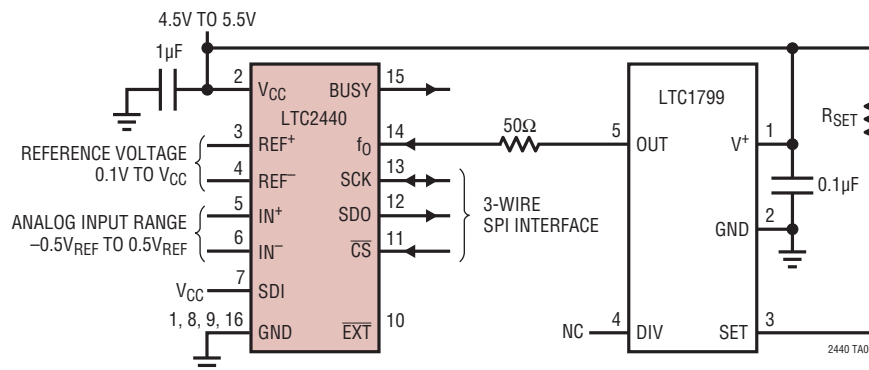 4.5V TO 5.5V
1µF
2
VCC
BUSY
15
LTC2440
LTC1799
3
REF+
fO
14
50Ω
5
OUT
V+
1
RSET
REFERENCE VOLTAGE
0.1V TO VCC
4
REF–
SCK
13
0.1µF
5
IN+
SDO
12
3-WIRE
SPI INTERFACE
ANALOG INPUT RANGE
–0.5VREF TO 0.5VREF
6
IN–
CS
11
GND
2
VCC
7
SDI
1, 8, 9, 16
GND
EXT
10
NC
4
DIV
SET
3
2440 TA0